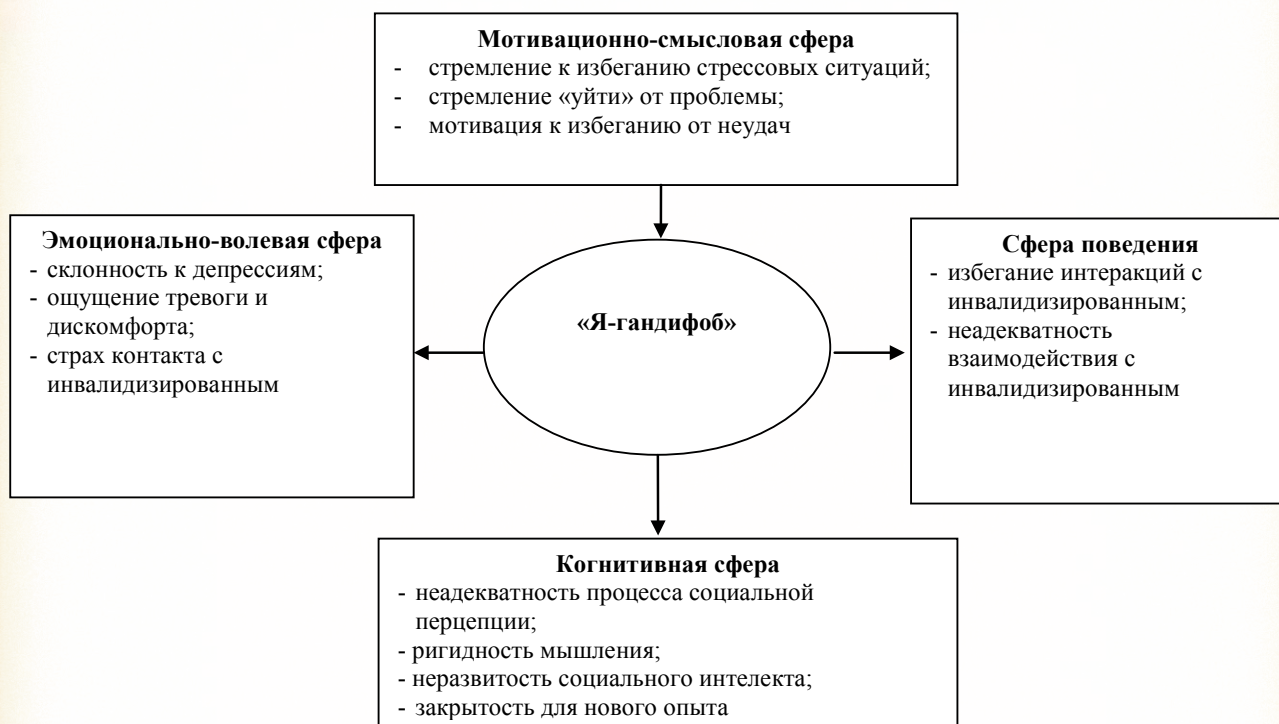 Мотивационно-смысловая сфера
- стремление к избеганию стрессовых ситуаций;
- стремление «уйти» от проблемы;
- мотивация к избеганию от неудач
Эмоционально-волевая сфера
- склонность к депрессиям;
- ощущение тревоги и
дискомфорта;
- страх контакта с
инвалидизированным
«Я-гандифоб»
Сфера поведения
- избегание интеракций с
инвалидизированным;
- неадекватность
взаимодействия с
инвалидизированным
Когнитивная сфера
- неадекватность процесса социальной
перцепции;
- ригидность мышления;
- неразвитость социального интелекта;
- закрытость для нового опыта